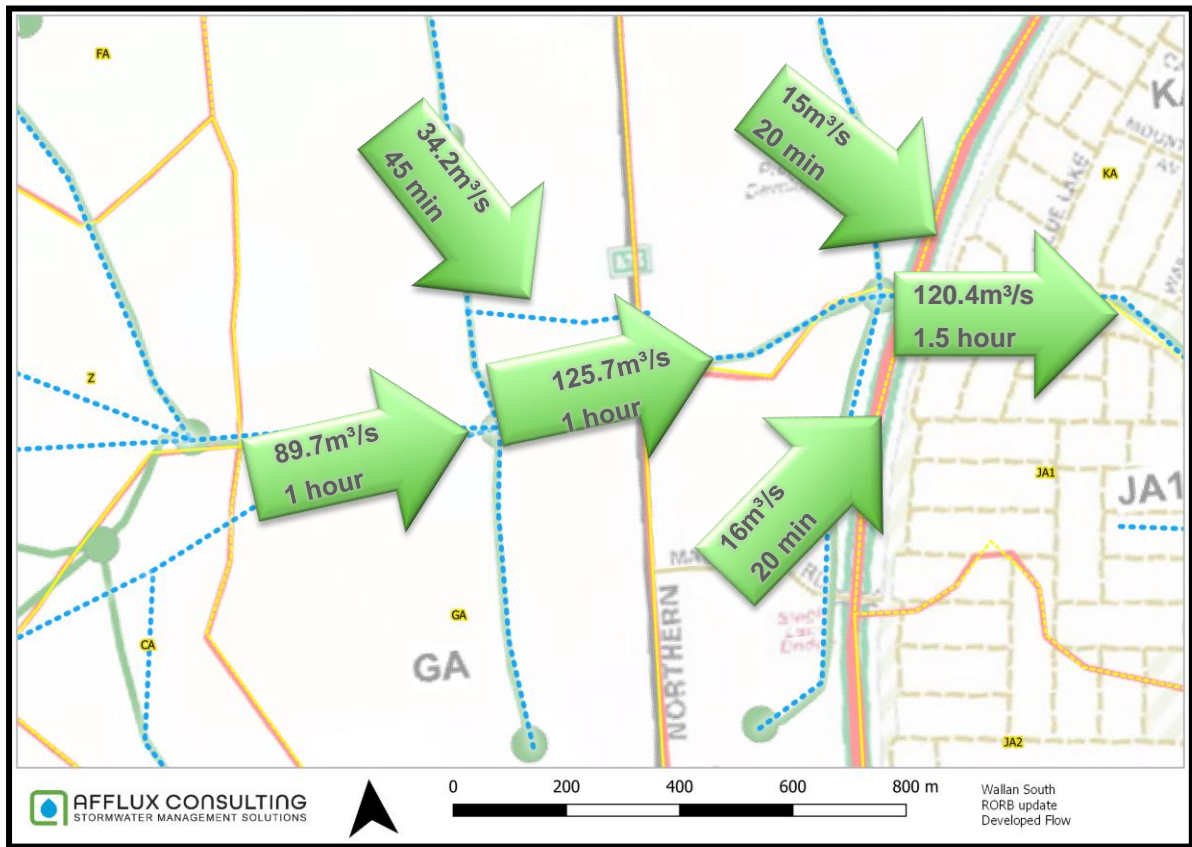 FA
34.2m³/s
45 min
15m³/s
20 min
KA
BLUE LAKE
Z
120.4m³/s
1.5 hour
125.7m³/s
1 hour
89.7m³/s
1 hour
16m³/s
20 min
JA1
JA1
GA
GA
CA
NORTHERN
JA2
AFFLUX CONSULTING
STORMWATER MANAGEMENT SOLUTIONS
0 200 400 600 800 m
Wallan South
RORB update
Developed Flow